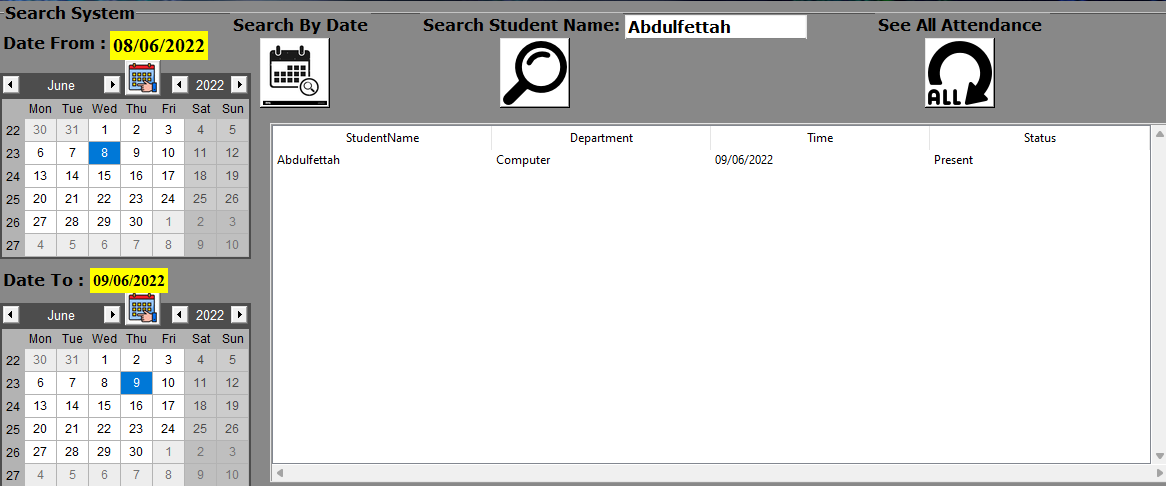 Search System
Date From : 08/06/2022
June 2022
Mon Tue Wed Thu Fri Sat Sun
22 30 31 1 2 3 4 5
23 6 7 8 9 10 11 12
24 13 14 15 16 17 18 19
25 20 21 22 23 24 25 26
26 27 28 29 30 1 2 3
27 4 5 6 7 8 9 10
Date To : 09/06/2022
June 2022
Mon Tue Wed Thu Fri Sat Sun
22 30 31 1 2 3 4 5
23 6 7 8 9 10 11 12
24 13 14 15 16 17 18 19
25 20 21 22 23 24 25 26
26 27 28 29 30 1 2 3
27 4 5 6 7 8 9 10
Search By Date
Search Student Name: Abdulfettah
See All Attendance
ALL
StudentName Department Time Status
Abdulfettah Computer 09/06/2022 Present